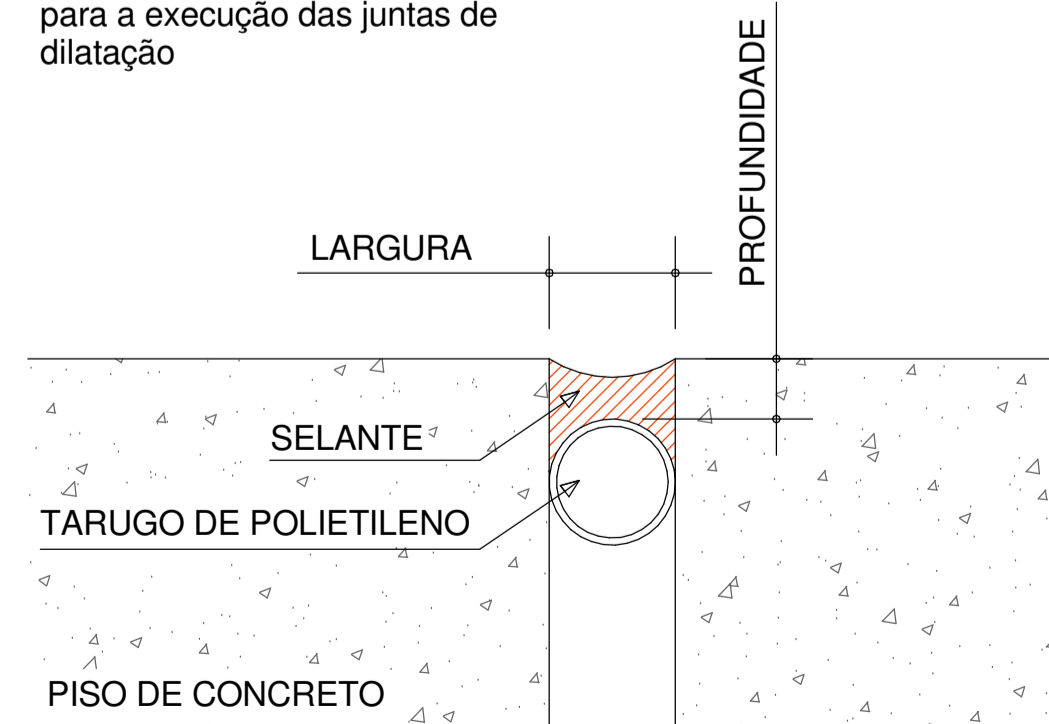 para a execução das juntas de
dilatação
PROFUNDIDADE
LARGURA
SELANTE
TARUGO DE POLIETILENO
PISO DE CONCRETO